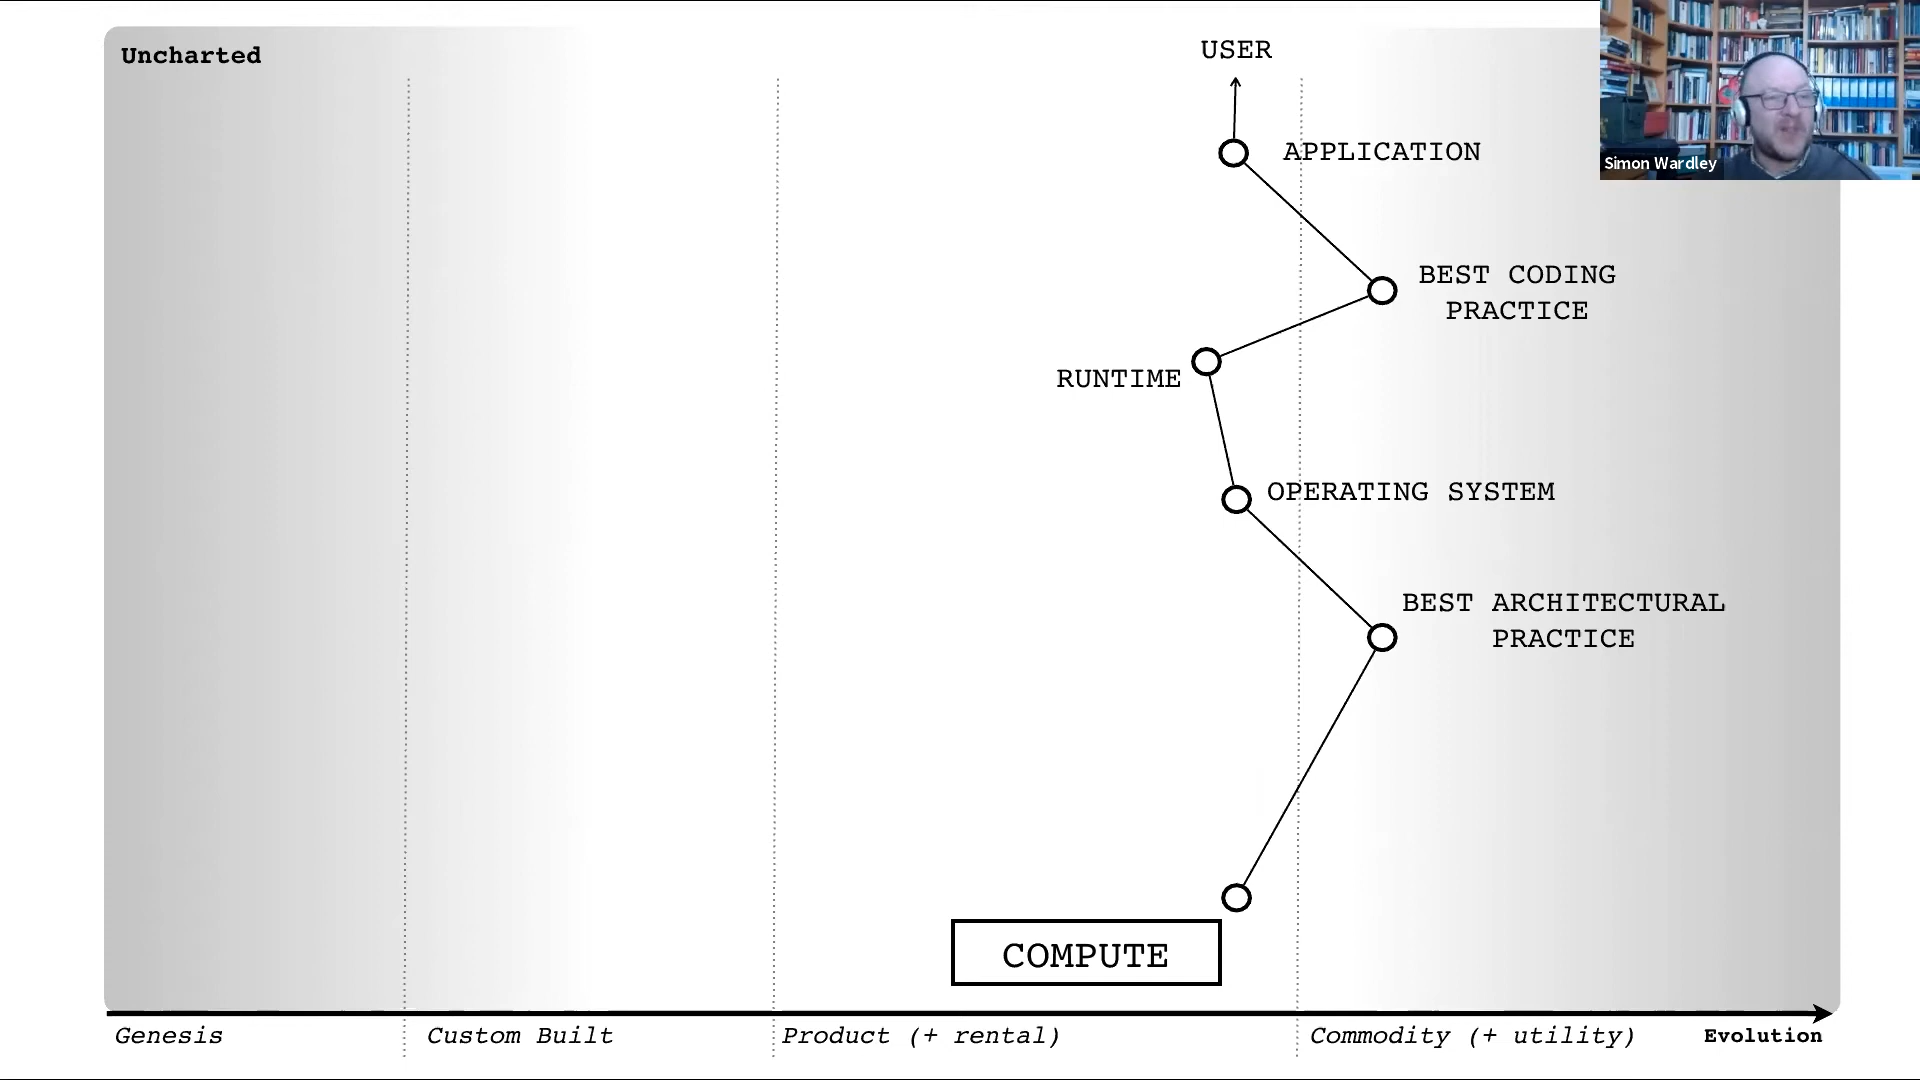 Uncharted
USER
APPLICATION
Simon Wardley
BEST CODING
PRACTICE
RUNTIME
OPERATING SYSTEM
BEST ARCHITECTURAL
PRACTICE
COMPUTE
Genesis
Custom Built
Product (+ rental)
Commodity (+ utility)
Evolution